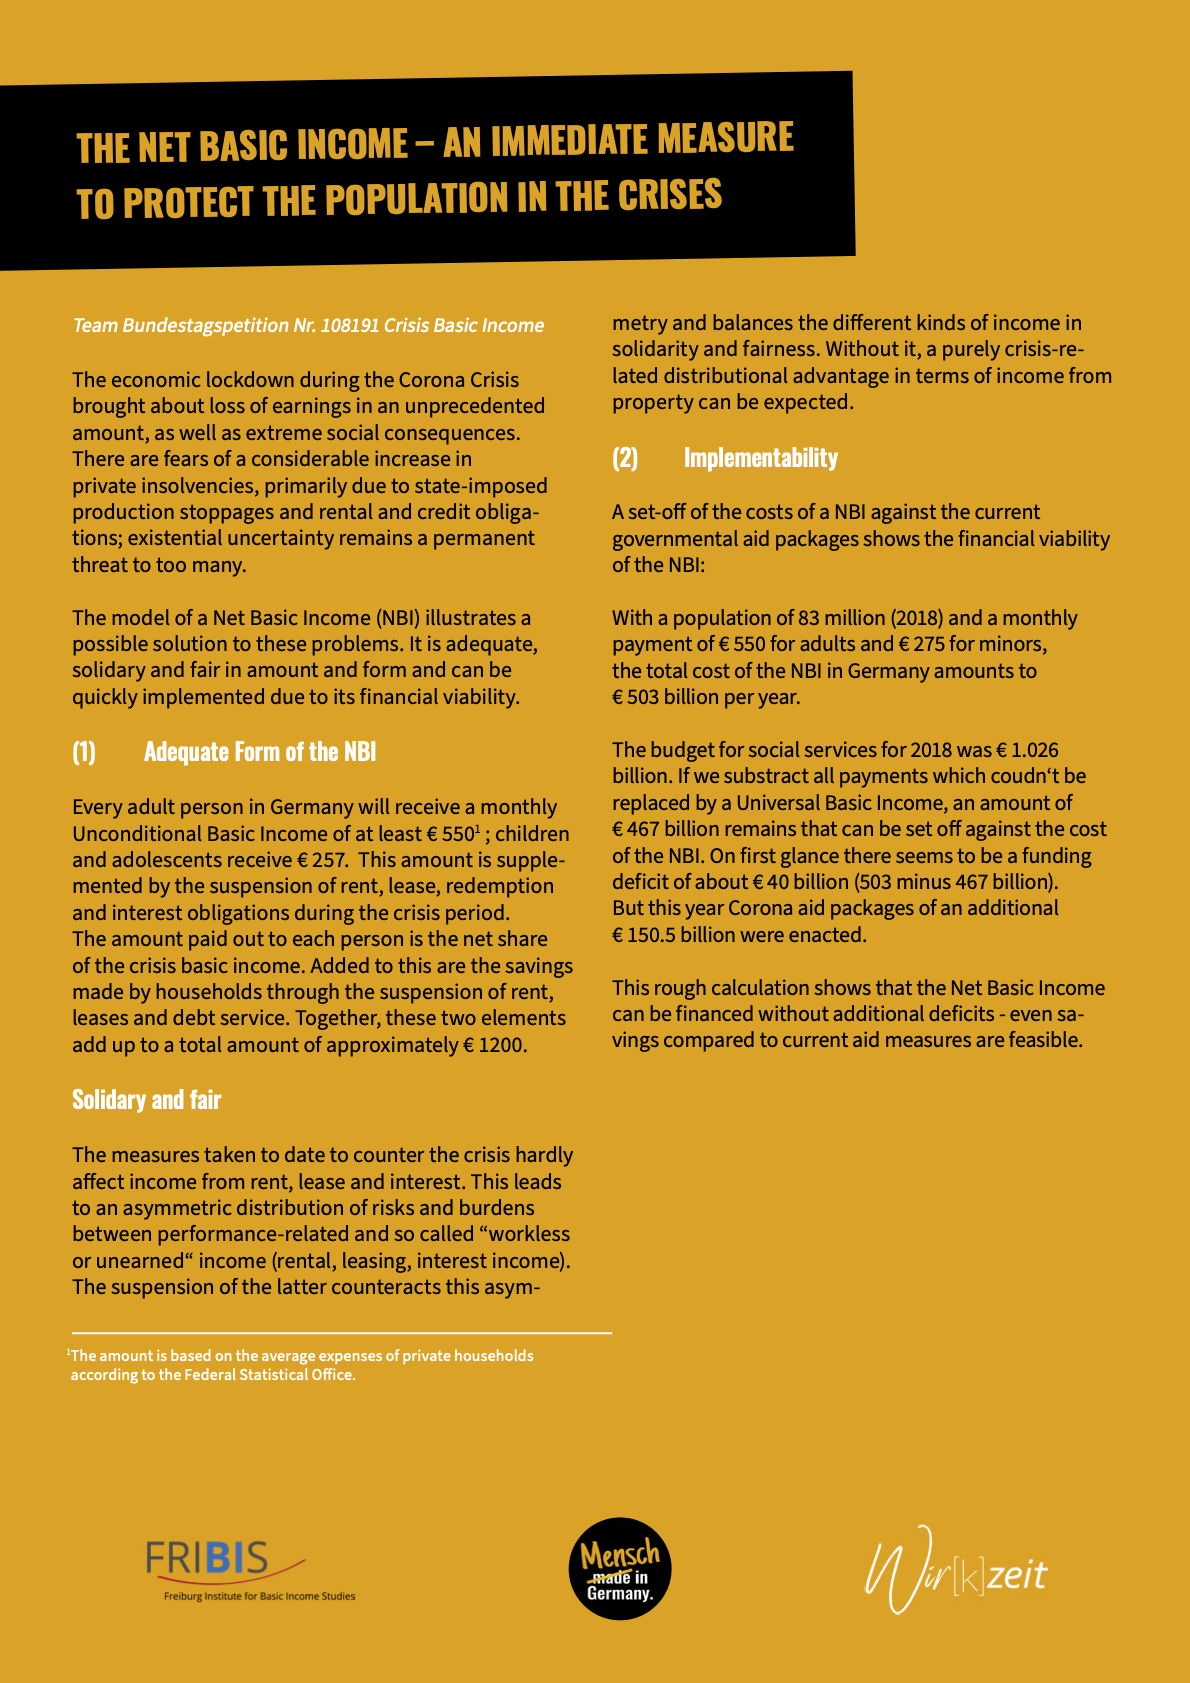 THE NET BASIC INCOME – AN IMMEDIATE MEASURE
TO PROTECT THE POPULATION IN THE CRISES
Team Bundestagspetition Nr. 108191 Crisis Basic Income
The economic lockdown during the Corona Crisis
brought about loss of earnings in an unprecedented
amount, as well as extreme social consequences.
There are fears of a considerable increase in
private insolvencies, primarily due to state-imposed
production stoppages and rental and credit obliga-
tions; existential uncertainty remains a permanent
threat to too many.
The model of a Net Basic Income (NBI) illustrates a
possible solution to these problems. It is adequate,
solidary and fair in amount and form and can be
quickly implemented due to its financial viability.
(1) Adequate Form of the NBI
Every adult person in Germany will receive a monthly
Unconditional Basic Income of at least € 550¹ ; children
and adolescents receive € 257. This amount is supple-
mented by the suspension of rent, lease, redemption
and interest obligations during the crisis period.
The amount paid out to each person is the net share
of the crisis basic income. Added to this are the savings
made by households through the suspension of rent,
leases and debt service. Together, these two elements
add up to a total amount of approximately € 1200.
Solidary and fair
The measures taken to date to counter the crisis hardly
affect income from rent, lease and interest. This leads
to an asymmetric distribution of risks and burdens
between performance-related and so called “workless
or unearned“ income (rental, leasing, interest income).
The suspension of the latter counteracts this asym-
¹The amount is based on the average expenses of private households
according to the Federal Statistical Office.
metry and balances the different kinds of income in
solidarity and fairness. Without it, a purely crisis-re-
lated distributional advantage in terms of income from
property can be expected.
(2) Implementability
A set-off of the costs of a NBI against the current
governmental aid packages shows the financial viability
of the NBI:
With a population of 83 million (2018) and a monthly
payment of € 550 for adults and € 275 for minors,
the total cost of the NBI in Germany amounts to
€ 503 billion per year.
The budget for social services for 2018 was € 1.026
billion. If we substract all payments which coudn‘t be
replaced by a Universal Basic Income, an amount of
€ 467 billion remains that can be set off against the cost
of the NBI. On first glance there seems to be a funding
deficit of about € 40 billion (503 minus 467 billion).
But this year Corona aid packages of an additional
€ 150.5 billion were enacted.
This rough calculation shows that the Net Basic Income
can be financed without additional deficits - even sa-
vings compared to current aid measures are feasible.
FRIBIS
Freiburg Institute for Basic Income Studies
Mensch
made in
Germany.
Wir[k]zeit